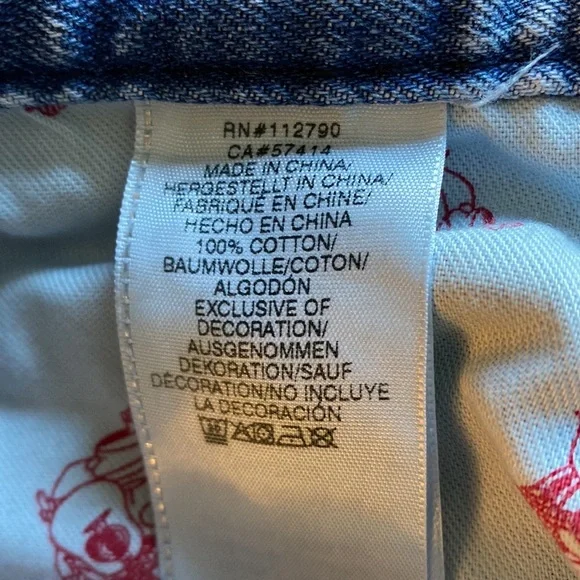 RN#112790
CA#57414
MADE IN CHINA/
HERGESTELLT IN CHINA/
FABRIQUÉ EN CHINE/
HECHO EN CHINA
100% COTTON/
BAUMWOLLE/COTON/
ALGODÓN
EXCLUSIVE OF
DECORATION/
AUSGENOMMEN
DEKORATION/SAUF
DÉCORATION/NO INCLUYE
LA DECORACIÓN